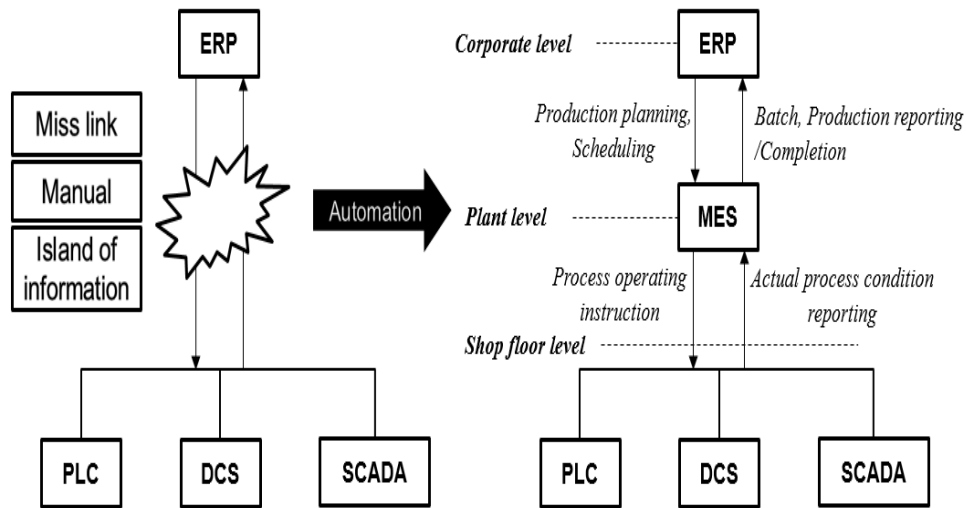 ERP
Miss link
Manual
Island of
information
PLC
DCS
SCADA
Automation
Corporate level
ERP
Production planning,
Scheduling
Batch, Production reporting
/Completion
Plant level
MES
Process operating
instruction
Actual process condition
reporting
Shop floor level
PLC
DCS
SCADA